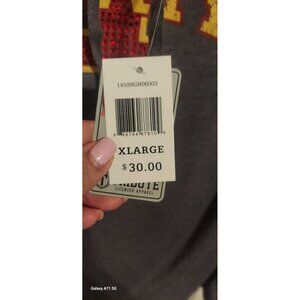 14599GH06003
XLARGE
$ 30.00
TRIBUTE
LICENSED APPAREL
Galaxy A71 5G